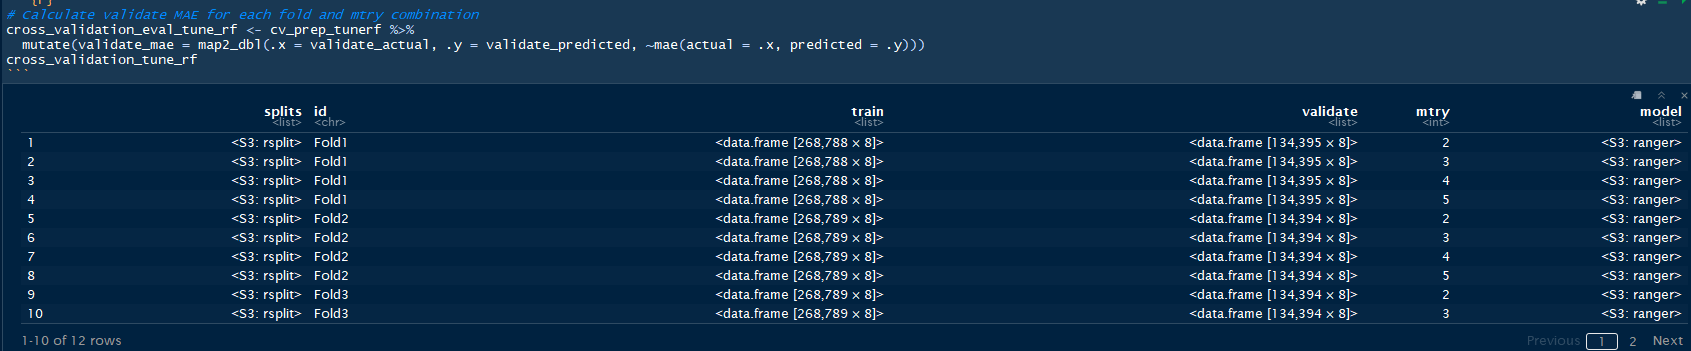 {r}
# Calculate validate MAE for each fold and mtry combination
cross_validation_eval_tune_rf <- cv_prep_tunerf %>%
  mutate(validate_mae = map2_dbl(.x = validate_actual, .y = validate_predicted, ~mae(actual = .x, predicted = .y)))
cross_validation_tune_rf
```
splits id train validate mtry model
<list> <chr> <list> <list> <int> <list>
1 <S3: rsplit> Fold1 <data.frame [268,788 × 8]> <data.frame [134,395 × 8]> 2 <S3: ranger>
2 <S3: rsplit> Fold1 <data.frame [268,788 × 8]> <data.frame [134,395 × 8]> 3 <S3: ranger>
3 <S3: rsplit> Fold1 <data.frame [268,788 × 8]> <data.frame [134,395 × 8]> 4 <S3: ranger>
4 <S3: rsplit> Fold1 <data.frame [268,788 × 8]> <data.frame [134,395 × 8]> 5 <S3: ranger>
5 <S3: rsplit> Fold2 <data.frame [268,789 × 8]> <data.frame [134,394 × 8]> 2 <S3: ranger>
6 <S3: rsplit> Fold2 <data.frame [268,789 × 8]> <data.frame [134,394 × 8]> 3 <S3: ranger>
7 <S3: rsplit> Fold2 <data.frame [268,789 × 8]> <data.frame [134,394 × 8]> 4 <S3: ranger>
8 <S3: rsplit> Fold2 <data.frame [268,789 × 8]> <data.frame [134,394 × 8]> 5 <S3: ranger>
9 <S3: rsplit> Fold3 <data.frame [268,789 × 8]> <data.frame [134,394 × 8]> 2 <S3: ranger>
10 <S3: rsplit> Fold3 <data.frame [268,789 × 8]> <data.frame [134,394 × 8]> 3 <S3: ranger>
1-10 of 12 rows Previous 1 2 Next